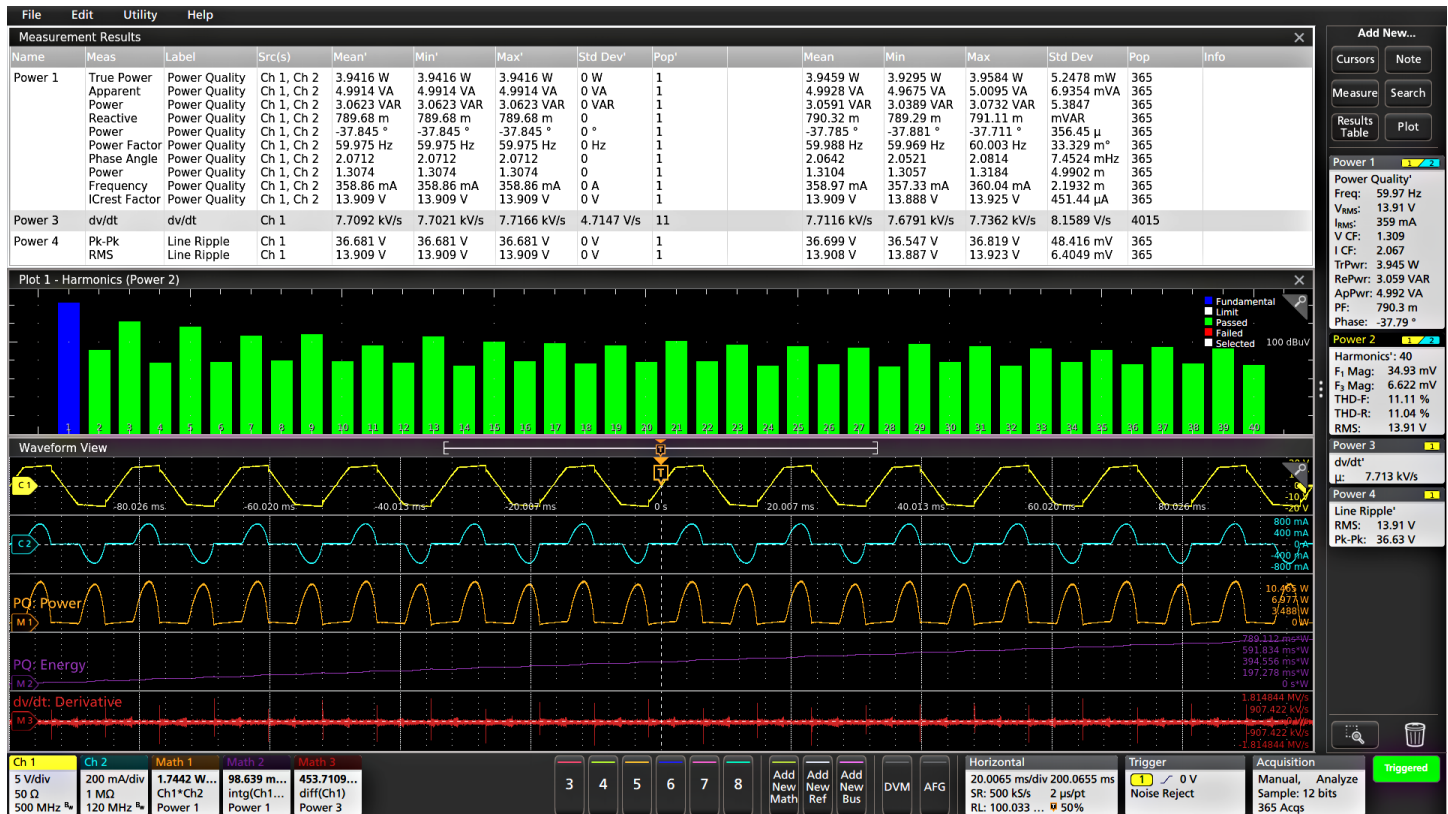 File Edit Utility Help
Measurement Results
Name Meas Label Src(s) Mean' Min' Max' Std Dev' Pop' Mean Min Max Std Dev Pop Info
Power 1 True Power Power Quality Ch 1, Ch 2 3.9416 W 3.9416 W 3.9416 W 0 W 1 3.9459 W 3.9295 W 3.9584 W 5.2478 mW 365
Apparent Power Quality Ch 1, Ch 2 4.9914 VA 4.9914 VA 4.9914 VA 0 VA 1 4.9928 VA 4.9675 VA 5.0095 VA 6.9354 mVA 365
Power Power Quality Ch 1, Ch 2 3.0623 VAR 3.0623 VAR 3.0623 VAR 0 VAR 1 3.0591 VAR 3.0389 VAR 3.0732 VAR 5.3847 365
Reactive Power Quality Ch 1, Ch 2 789.68 m 789.68 m 789.68 m 0 1 790.32 m 789.29 m 791.11 m mVAR 365
Power Power Quality Ch 1, Ch 2 -37.845 ° -37.845 ° -37.845 ° 0 ° 1 -37.785 ° -37.881 ° -37.711 ° 356.45 µ 365
Power Factor Power Quality Ch 1, Ch 2 59.975 Hz 59.975 Hz 59.975 Hz 0 Hz 1 59.988 Hz 59.969 Hz 60.003 Hz 33.329 m° 365
Phase Angle Power Quality Ch 1, Ch 2 2.0712 2.0712 2.0712 0 1 2.0642 2.0521 2.0814 7.4524 mHz 365
Power Power Quality Ch 1, Ch 2 1.3074 1.3074 1.3074 0 1 1.3104 1.3057 1.3184 4.9902 m 365
Frequency Power Quality Ch 1, Ch 2 358.86 mA 358.86 mA 358.86 mA 0 A 1 358.97 mA 357.33 mA 360.04 mA 2.1932 m 365
ICrest Factor Power Quality Ch 1, Ch 2 13.909 V 13.909 V 13.909 V 0 V 1 13.909 V 13.888 V 13.925 V 451.44 µA 365
Power 3 dv/dt dv/dt Ch 1 7.7092 kV/s 7.7021 kV/s 7.7166 kV/s 4.7147 V/s 11 7.7116 kV/s 7.6791 kV/s 7.7362 kV/s 8.1589 V/s 4015
Power 4 Pk-Pk Line Ripple Ch 1 36.681 V 36.681 V 36.681 V 0 V 1 36.699 V 36.547 V 36.819 V 48.416 mV 365
RMS Line Ripple Ch 1 13.909 V 13.909 V 13.909 V 0 V 1 13.908 V 13.887 V 13.923 V 6.4049 mV 365
Plot 1 - Harmonics (Power 2)
Fundamental
Limit
Passed
Failed
Selected
100 dBuV
1 2 3 4 5 6 7 8 9 10 11 12 13 14 15 16 17 18 19 20 21 22 23 24 25 26 27 28 29 30 31 32 33 34 35 36 37 38 39 40
Waveform View
T
T
C 1
-10
-20 V
-80.026 ms -60.020 ms -40.013 ms -20.007 ms 0 s 20.007 ms 40.013 ms 60.020 ms 80.026 ms
C 2
800 mA
400 mA
0 A
-400 mA
-800 mA
PQ: Power
M 1
10.465 W
6.977 W
3.488 W
0 W
PQ: Energy
M 2
789.112 ms*W
591.834 ms*W
394.556 ms*W
197.278 ms*W
0 s*W
dv/dt: Derivative
M 3
1.814844 MV/s
907.422 kV/s
-907.422 kV/s
-1.814844 MV/s
Add New...
Cursors Note
Measure Search
Results Table Plot
Power 1 1 2
Power Quality'
Freq: 59.97 Hz
VRMS: 13.91 V
IRMS: 359 mA
V CF: 1.309
I CF: 2.067
TrPwr: 3.945 W
RePwr: 3.059 VAR
ApPwr: 4.992 VA
PF: 790.3 m
Phase: -37.79 °
Power 2 1 2
Harmonics': 40
F1 Mag: 34.93 mV
F3 Mag: 6.622 mV
THD-F: 11.11 %
THD-R: 11.04 %
RMS: 13.91 V
Power 3 1
dv/dt'
µ: 7.713 kV/s
Power 4 1
Line Ripple'
RMS: 13.91 V
Pk-Pk: 36.63 V
Ch 1
5 V/div
50 Ω
500 MHz Bw
Ch 2
200 mA/div
1 MΩ
120 MHz Bw
Math 1
1.7442 W...
Ch1*Ch2
Power 1
Math 2
98.639 m...
intg(Ch1...
Power 1
Math 3
453.7109...
diff(Ch1)
Power 3
3 4 5 6 7 8
Add New Math
Add New Ref
Add New Bus
DVM
AFG
Horizontal
20.0065 ms/div 200.0655 ms
SR: 500 kS/s 2 µs/pt
RL: 100.033 ... 50%
Trigger
1 0 V
Noise Reject
Acquisition
Manual, Analyze
Sample: 12 bits
365 Acqs
Triggered